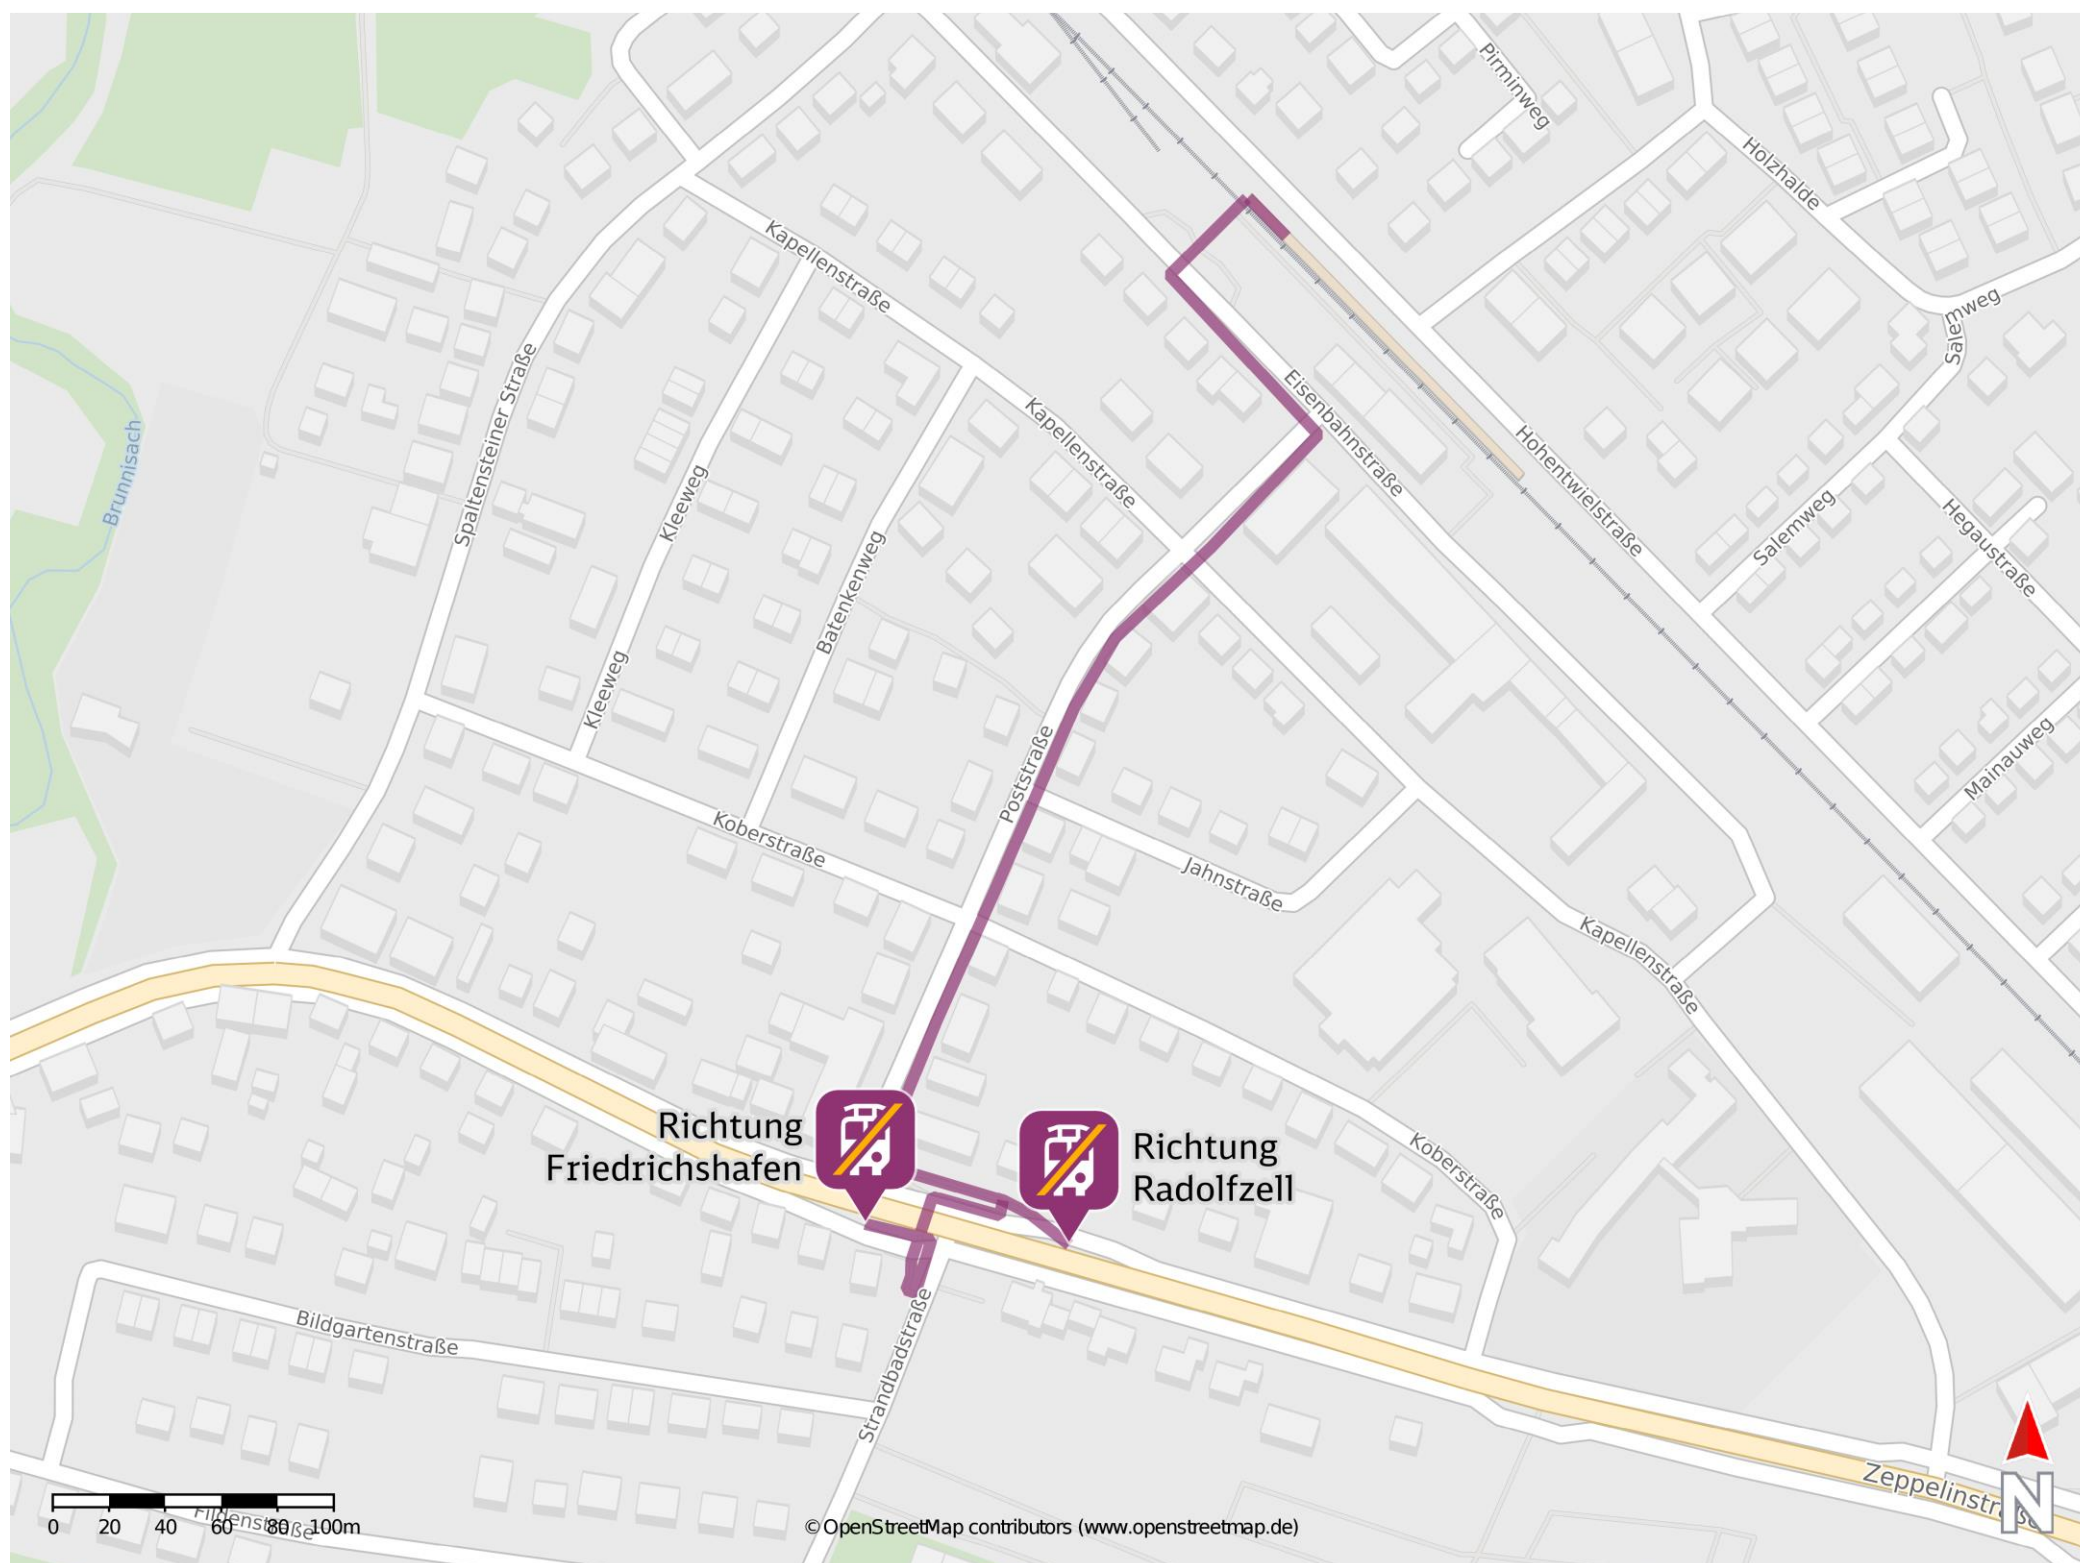 Pirminweg
Holzhalde
Kapellenstraße
Salemweg
Spaltensteiner Straße
Eisenbahnstraße
Kapellenstraße
Brunnisach
Hohentwielstraße
Kleeweg
Salemweg
Hegaustraße
Batenkenweg
Kleeweg
Poststraße
Mainauweg
Koberstraße
Jahnstraße
Kapellenstraße
Richtung
Friedrichshafen
Richtung
Radolfzell
Koberstraße
Bildgartenstraße
Strandbadstraße
Zeppelinstraße
N
Fildenstraße
0 20 40 60 80 100m
© OpenStreetMap contributors (www.openstreetmap.de)